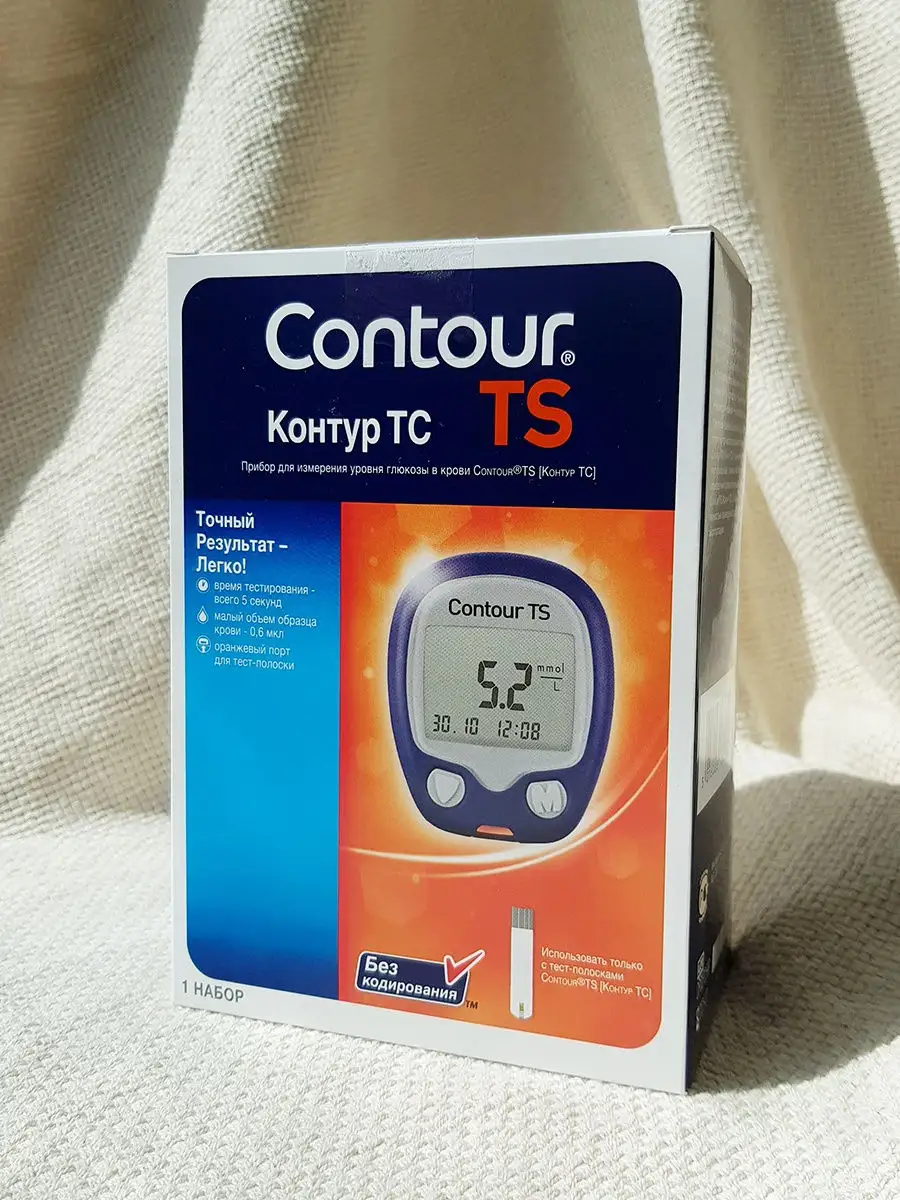 Contour®
TS
Контур ТС
Прибор для измерения уровня глюкозы в крови CONTOUR®TS [КОНТУР ТС]
Точный
Результат –
Легко!
время тестирования -
всего 5 секунд
малый объем образца
крови - 0,6 мкл
оранжевый порт
для тест-полоски
Contour TS
5.2 mmol
L
30.10 12:08
M
Без
кодирования
TM
Использовать только
с тест-полосками
CONTOUR®TS [КОНТУР ТС]
1 НАБОР